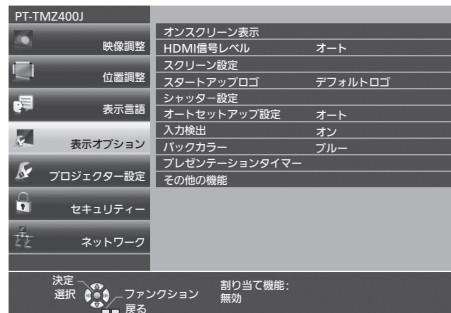 PT-TMZ400J
映像調整
位置調整
表示言語
表示オプション
プロジェクター設定
セキュリティー
ネットワーク
オンスクリーン表示
HDMI信号レベル オート
スクリーン設定
スタートアップロゴ デフォルトロゴ
シャッター設定
オートセットアップ設定 オート
入力検出 オン
バックカラー ブルー
プレゼンテーションタイマー
その他の機能
決定
選択
ファンクション
戻る
割り当て機能:
無効